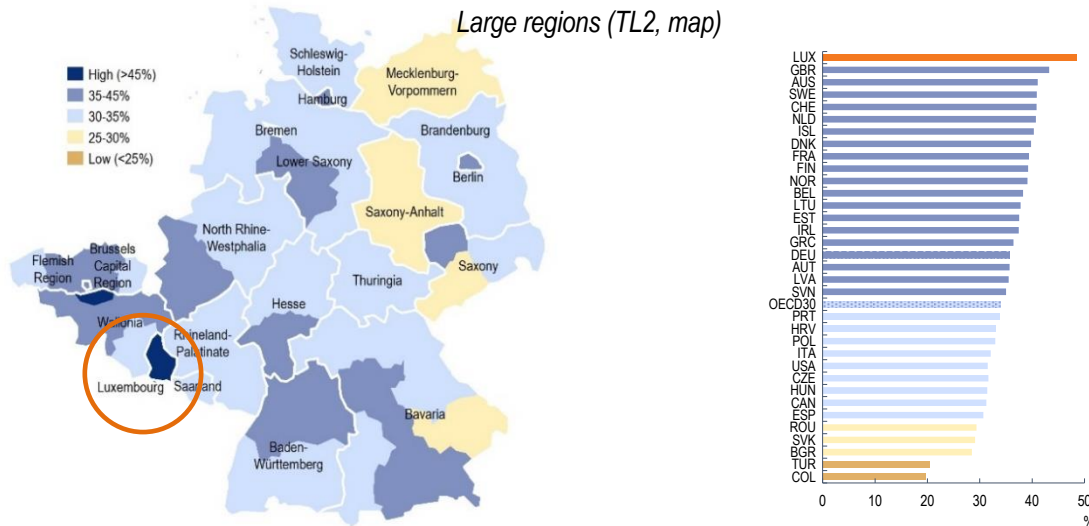 Large regions (TL2, map)
High (>45%)
35-45%
30-35%
25-30%
Low (<25%)
Schleswig-
Holstein
Mecklenburg-
Vorpommern
Hamburg
Bremen
Brandenburg
Lower Saxony
Berlin
Saxony-Anhalt
North Rhine-
Westphalia
Brüssels
Capital
Region
Flemish
Region
Saxony
Thuringia
Hesse
Wallonia
Rhineland-
Palatinate
Luxembourg
Saarland
Bavaria
Baden-
Württemberg
LUX
GBR
AUS
SWE
CHE
NLD
ISL
DNK
FRA
FIN
NOR
BEL
LTU
EST
IRL
GRC
DEU
AUT
LVA
SVN
OECD30
PRT
HRV
POL
ITA
USA
CZE
HUN
CAN
ESP
ROU
SVK
BGR
TUR
COL
0 10 20 30 40 50
%